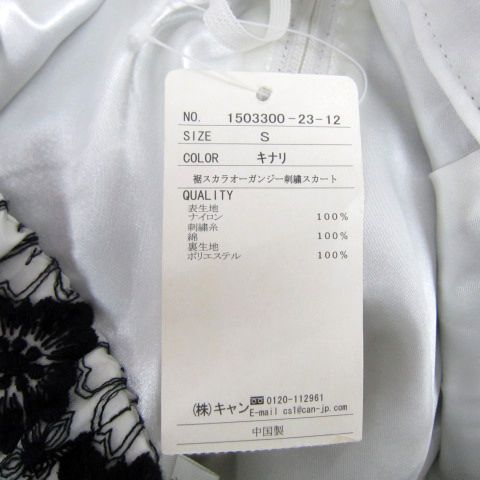 NO. 1503300-23-12
SIZE S
COLOR キナリ
裾スカラオーガンジー刺繍スカート
QUALITY
表生地
ナイロン 100%
刺繍糸
綿 100%
裏生地
ポリエステル 100%
(株)キャン 0120-112961
E-mail cs1@can-jp.com
中国製